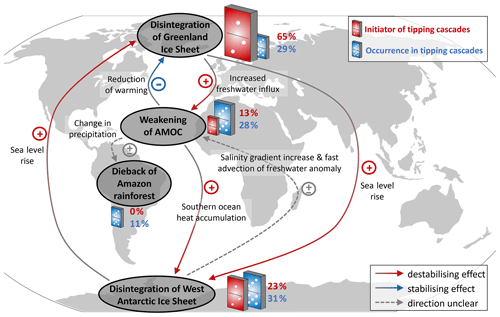 Disintegration
of Greenland
Ice Sheet
65%
29%
Initiator of tipping cascades
Occurrence in tipping cascades
Reduction
of warming
−
+
Increased
freshwater influx
Change in
precipitation
Weakening
of AMOC
13%
28%
±
Salinity gradient increase & fast
advection of freshwater anomaly
+
Sea level
rise
Dieback of
Amazon
rainforest
0%
11%
+
Southern ocean
heat accumulation
±
+
Sea level
rise
Disintegration of West
Antarctic Ice Sheet
23%
31%
destabilising effect
stabilising effect
direction unclear